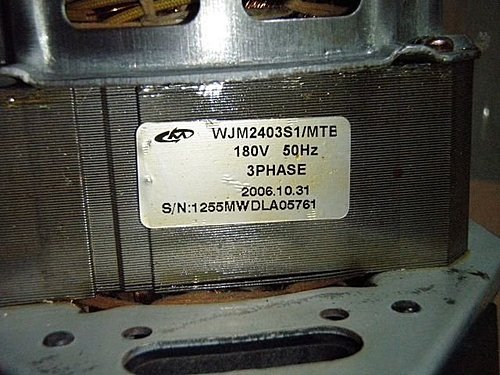 WJM2403S1/MTE
180V 50Hz
3PHASE
2006.10.31
S/N:1255MWDLA05761